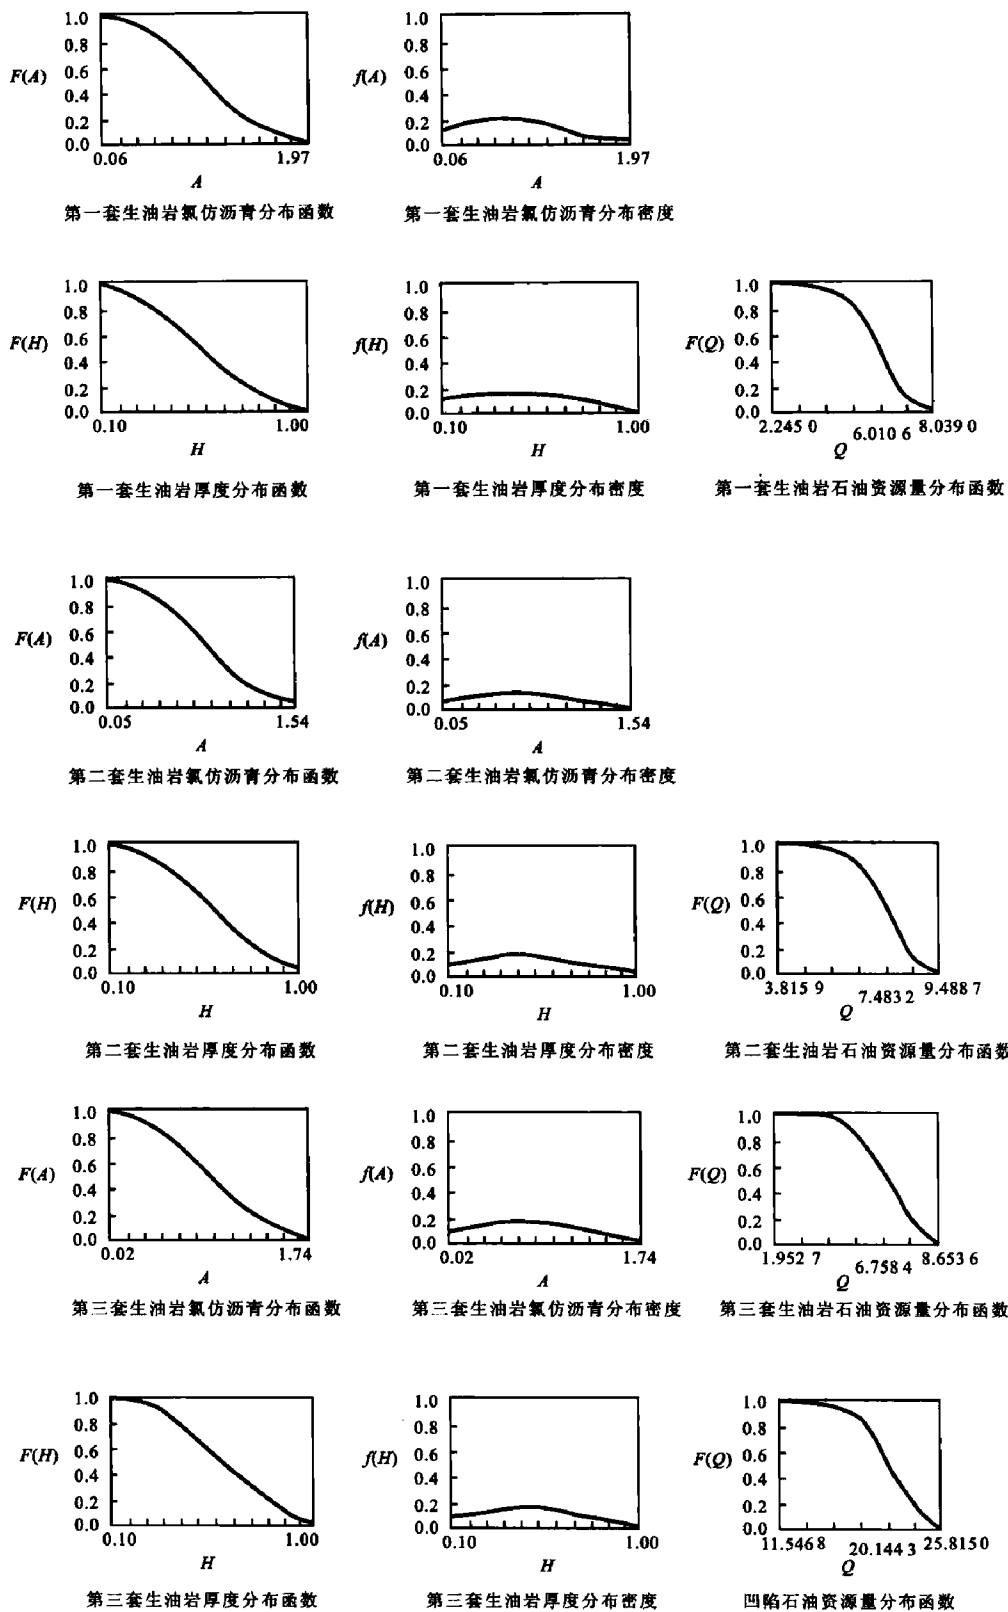 1.0 1.0
0.8 0.8
F(A) 0.6 f(A) 0.6
0.4 0.4
0.2 0.2
0.0 0.0
0.06 1.97 0.06 1.97
A A
第一套生油岩氯仿沥青分布函数 第一套生油岩氯仿沥青分布密度
1.0 1.0 1.0
0.8 0.8 0.8
F(H) 0.6 f(H) 0.6 F(Q) 0.6
0.4 0.4 0.4
0.2 0.2 0.2
0.0 0.0 0.0
0.10 1.00 0.10 1.00 2.245 0 6.010 6 8.039 0
H H Q
第一套生油岩厚度分布函数 第一套生油岩厚度分布密度 第一套生油岩石油资源量分布函数
1.0 1.0
0.8 0.8
F(A) 0.6 f(A) 0.6
0.4 0.4
0.2 0.2
0.0 0.0
0.05 1.54 0.05 1.54
A A
第二套生油岩氯仿沥青分布函数 第二套生油岩氯仿沥青分布密度
1.0 1.0 1.0
0.8 0.8 0.8
F(H) 0.6 f(H) 0.6 F(Q) 0.6
0.4 0.4 0.4
0.2 0.2 0.2
0.0 0.0 0.0
0.10 1.00 0.10 1.00 3.815 9 7.483 2 9.488 7
H H Q
第二套生油岩厚度分布函数 第二套生油岩厚度分布密度 第二套生油岩石油资源量分布函数
1.0 1.0 1.0
0.8 0.8 0.8
F(A) 0.6 f(A) 0.6 F(Q) 0.6
0.4 0.4 0.4
0.2 0.2 0.2
0.0 0.0 0.0
0.02 1.74 0.02 1.74 1.952 7 6.758 4 8.653 6
A A Q
第三套生油岩氯仿沥青分布函数 第三套生油岩氯仿沥青分布密度 第三套生油岩石油资源量分布函数
1.0 1.0 1.0
0.8 0.8 0.8
F(H) 0.6 f(H) 0.6 F(Q) 0.6
0.4 0.4 0.4
0.2 0.2 0.2
0.0 0.0 0.0
0.10 1.00 0.10 1.00 11.546 8 20.144 3 25.815 0
H H Q
第三套生油岩厚度分布函数 第三套生油岩厚度分布密度 凹陷石油资源量分布函数